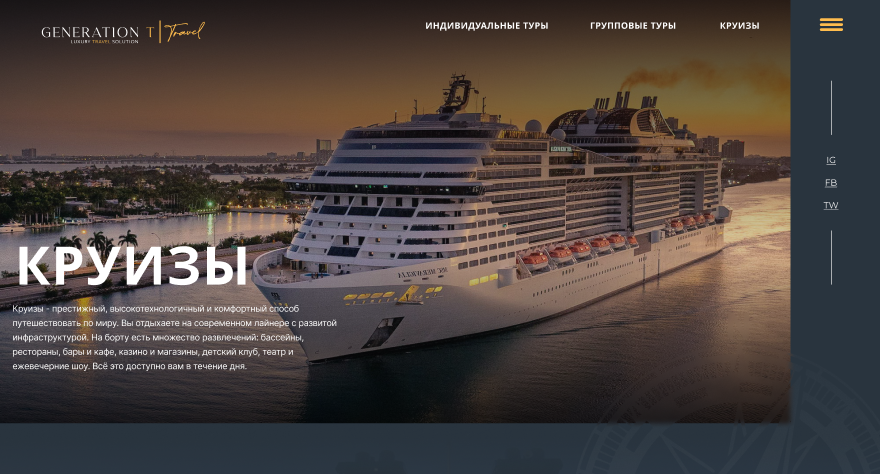 GENERATION T Travel
LUXURY TRAVEL SOLUTION
ИНДИВИДУАЛЬНЫЕ ТУРЫ
ГРУППОВЫЕ ТУРЫ
КРУИЗЫ
IG
FB
TW
КРУИЗЫ
Круизы - престижный, высокотехнологичный и комфортный способ
путешествовать по миру. Вы отдыхаете на современном лайнере с развитой
инфраструктурой. На борту есть множество развлечений: бассейны,
рестораны, бары и кафе, казино и магазины, детский клуб, театр и
ежевечерние шоу. Всё это доступно вам в течение дня.